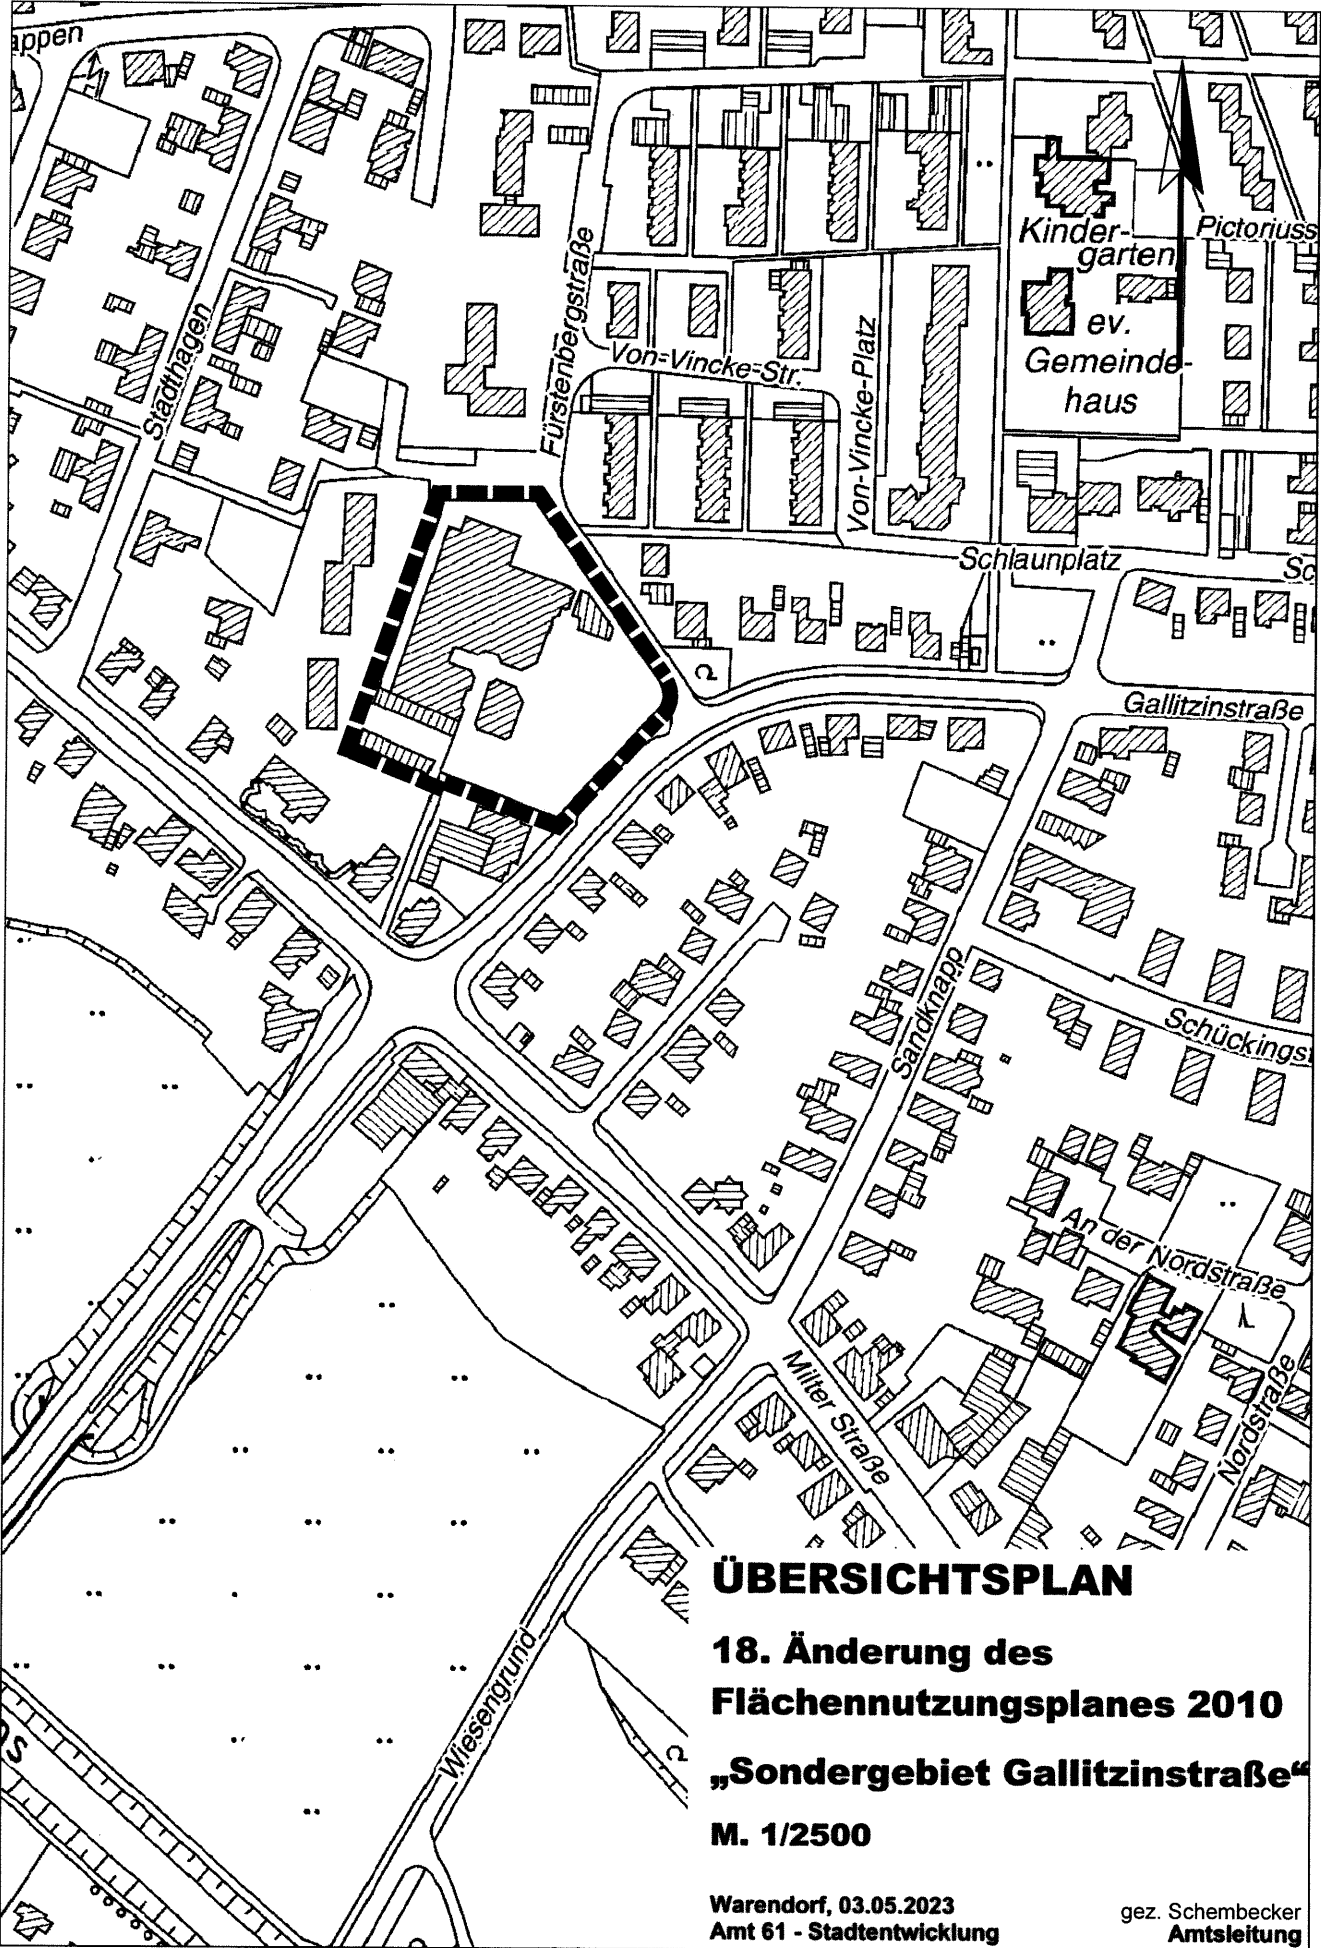 appen
Stadthagen
Fürstenbergstraße
Von-Vincke-Str.
Von-Vincke-Platz
Kinder-
garten
ev.
Gemeinde-
haus
Pictoriuss
Schlaunplatz
Sc
Gallitzinstraße
Sandknapp
Schückingst
An der Nordstraße
Nordstraße
Milter Straße
Wiesengrund
os
ÜBERSICHTSPLAN
18. Änderung des
Flächennutzungsplanes 2010
„Sondergebiet Gallitzinstraße“
M. 1/2500
Warendorf, 03.05.2023
Amt 61 - Stadtentwicklung
gez. Schembecker
Amtsleitung